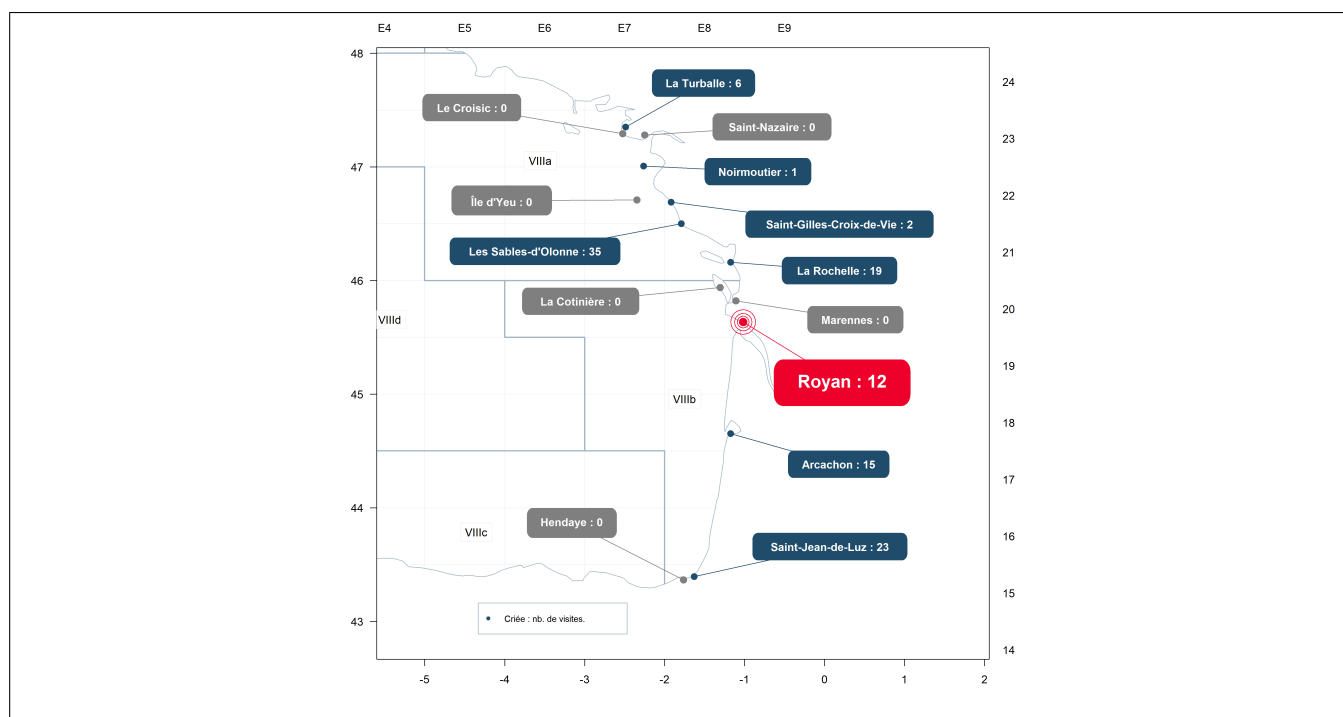 E4 E5 E6 E7 E8 E9
48
24
La Turballe : 6
Le Croisic : 0
Saint-Nazaire : 0
23
VIIIa
47
Noirmoutier : 1
22
Île d'Yeu : 0
Saint-Gilles-Croix-de-Vie : 2
Les Sables-d'Olonne : 35
21
La Rochelle : 19
46
La Cotinière : 0
20
VIIId
Marennes : 0
19
Royan : 12
45
VIIIb
18
Arcachon : 15
17
44
Hendaye : 0
VIIIc
16
Saint-Jean-de-Luz : 23
15
43
Criée : nb. de visites.
14
-5 -4 -3 -2 -1 0 1 2